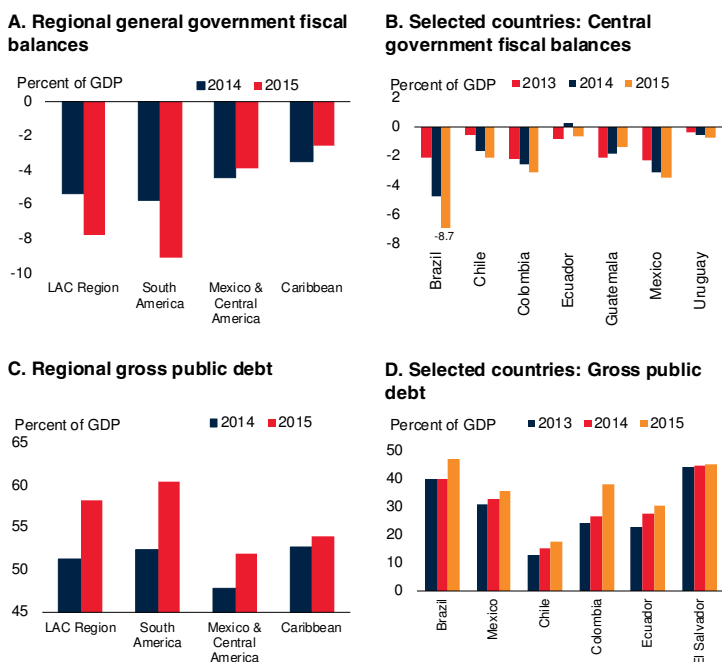 A. Regional general government fiscal
balances
Percent of GDP
2014 2015
0
-2
-4
-6
-8
-10
LAC Region South
America Mexico &
Central
America Caribbean
B. Selected countries: Central
government fiscal balances
Percent of GDP
2013 2014 2015
2
0
-2
-4
-6
-8
-8.7
Brazil
Chile
Colombia
Ecuador
Guatemala
Mexico
Uruguay
C. Regional gross public debt
Percent of GDP
2014 2015
65
60
55
50
45
LAC Region South
America Mexico &
Central
America Caribbean
D. Selected countries: Gross public
debt
Percent of GDP
2013 2014 2015
50
40
30
20
10
0
Brazil
Mexico
Chile
Colombia
Ecuador
El Salvador